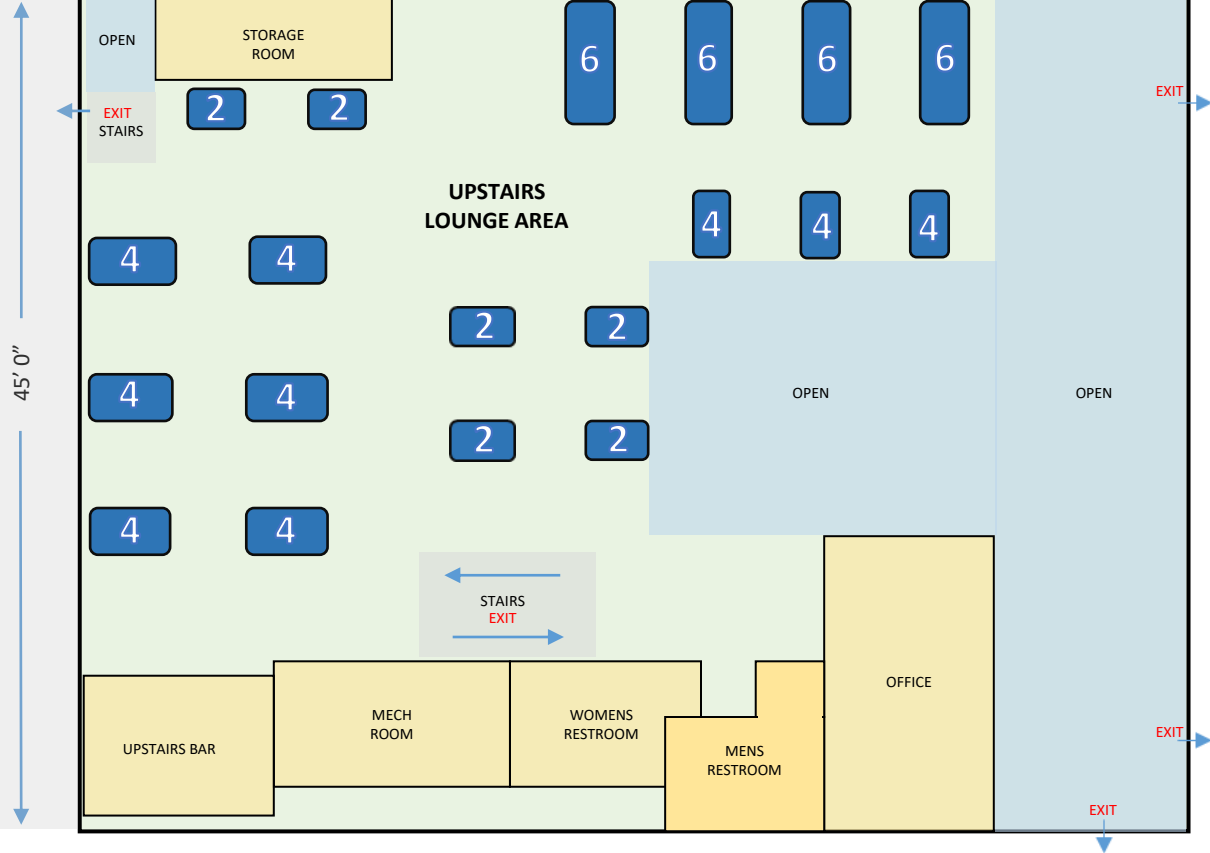 OPEN
STORAGE
ROOM
6
6
6
6
EXIT
EXIT
STAIRS
2
2
UPSTAIRS
LOUNGE AREA
4
4
4
4
4
2
2
45’ 0”
4
4
OPEN
OPEN
2
2
4
4
STAIRS
EXIT
OFFICE
MECH
ROOM
WOMENS
RESTROOM
EXIT
UPSTAIRS BAR
MENS
RESTROOM
EXIT